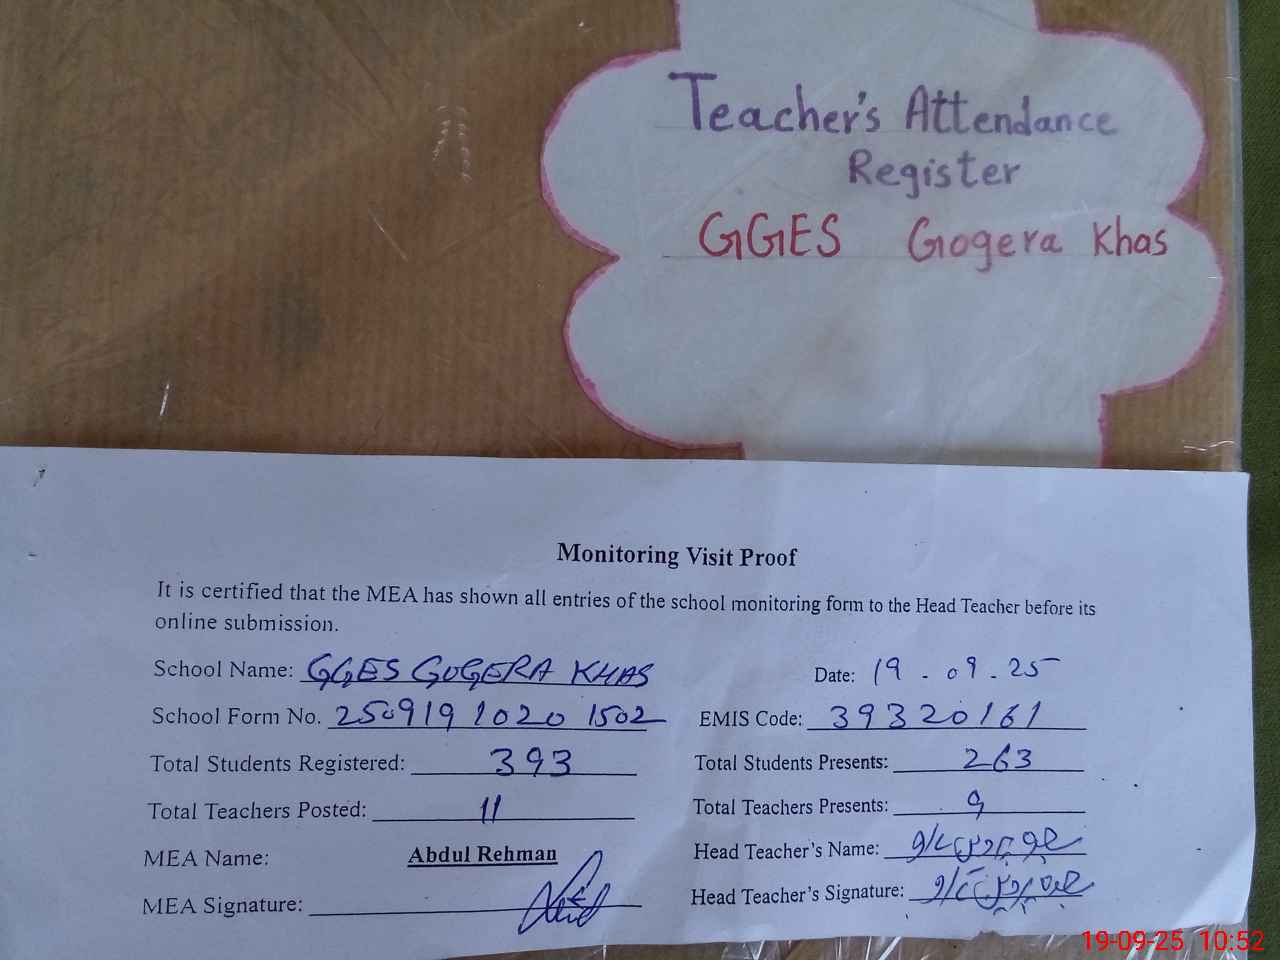 Teacher's Attendance
Register
GGES Gogera Khas
Monitoring Visit Proof
It is certified that the MEA has shown all entries of the school monitoring form to the Head Teacher before its
online submission.
School Name: GGES GOGERA KHAS Date: 19.09.25
School Form No. 2509191020 1502 EMIS Code: 39320161
Total Students Registered: 393 Total Students Presents: 263
Total Teachers Posted: 11 Total Teachers Presents: 9
MEA Name: Abdul Rehman Head Teacher's Name:
MEA Signature: Head Teacher's Signature:
19-09-25 10:52